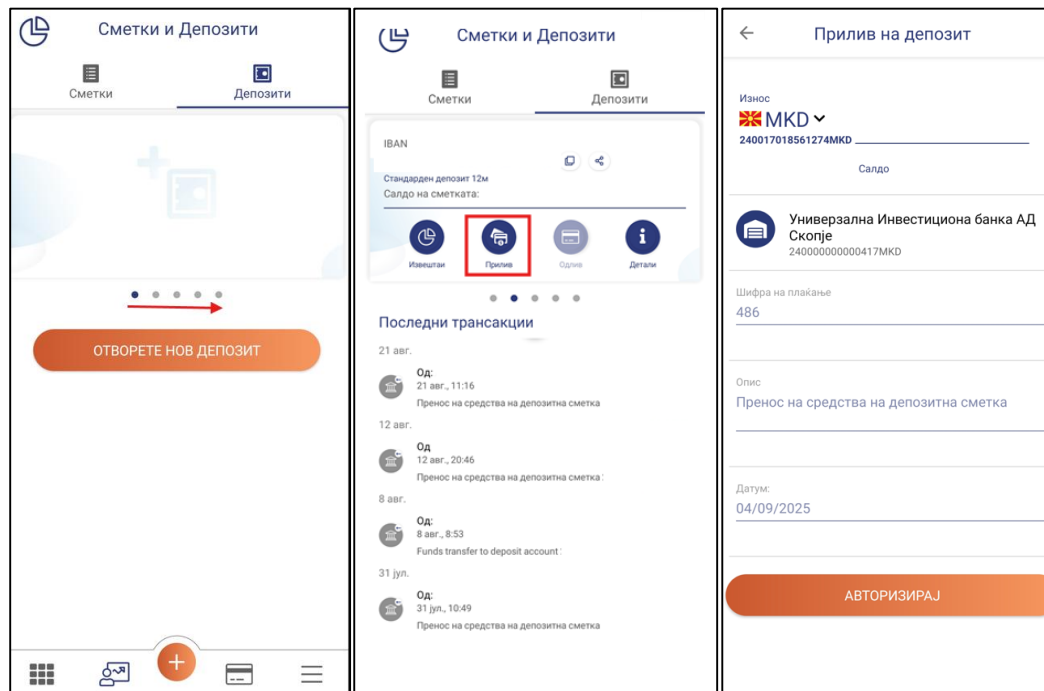 Сметки и Депозити
Сметки
Депозити
ОТВОРЕТЕ НОВ ДЕПОЗИТ
Сметки и Депозити
Сметки
Депозити
IBAN
Стандарден депозит 12м
Салдо на сметката:
Извештаи
Прилив
Одлив
Детали
Последни трансакции
21 авг.
Од:
21 авг., 11:16
Пренос на средства на депозитна сметка
12 авг.
Од
12 авг., 20:46
Пренос на средства на депозитна сметка :
8 авг.
Од:
8 авг., 8:53
Funds transfer to deposit account :
31 јул.
Од:
31 јул., 10:49
Пренос на средства на депозитна сметка
Прилив на депозит
Износ
MKD
240017018561274MKD
Салдо
Универзална Инвестициона банка АД
Скопје
240000000000417MKD
Шифра на плаќање
486
Опис
Пренос на средства на депозитна сметка
Датум:
04/09/2025
АВТОРИЗИРАЈ